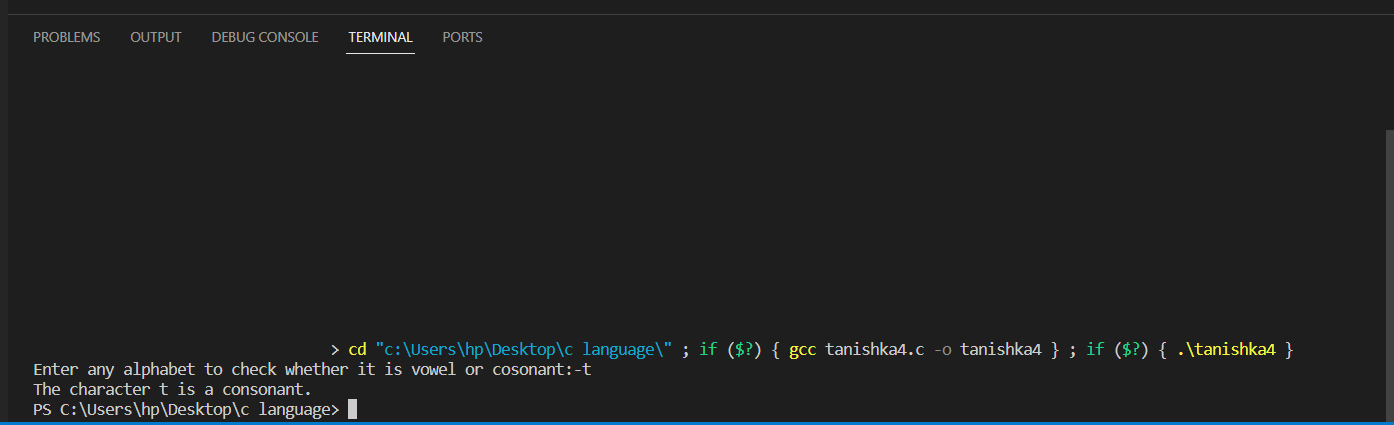 PROBLEMS OUTPUT DEBUG CONSOLE TERMINAL PORTS
> cd "c:\Users\hp\Desktop\c language\" ; if ($?) { gcc tanishka4.c -o tanishka4 } ; if ($?) { .\tanishka4 }
Enter any alphabet to check whether it is vowel or cosonant:-t
The character t is a consonant.
PS C:\Users\hp\Desktop\c language>